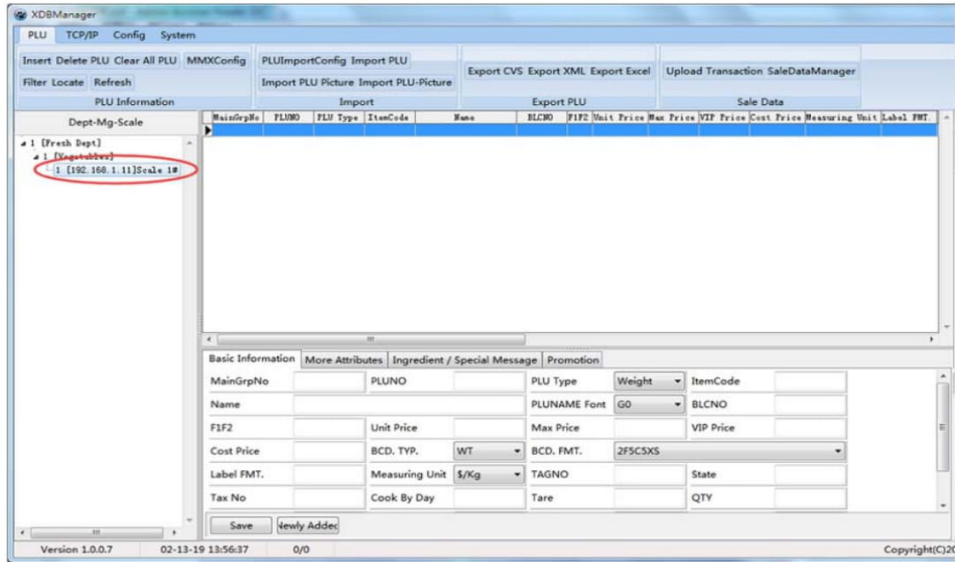 XDBManager
PLU TCP/IP Config System
Insert Delete PLU Clear All PLU MMXConfig PLUImportConfig Import PLU
Export CVS Export XML Export Excel Upload Transaction SaleDataManager
Filter Locate Refresh Import PLU Picture Import PLU-Picture
PLU Information Import Export PLU Sale Data
Dept-Mg-Scale
MainGrpNo PLUNO PLU Type ItemCode Name BLCNO F1F2 Unit Price Max Price VIP Price Cost Price Measuring Unit Label FMT.
1 [Fresh Dept]
1 [Vegetables]
1 [192.168.1.11]Scale 1#
Basic Information More Attributes Ingredient / Special Message Promotion
MainGrpNo PLUNO PLU Type Weight ItemCode
Name PLUNAME Font G0 BLCNO
F1F2 Unit Price Max Price VIP Price
Cost Price BCD. TYP. WT BCD. FMT. 2F5C5XS
Label FMT. Measuring Unit $/Kg TAGNO State
Tax No Cook By Day Tare QTY
Save Newly Added
Version 1.0.0.7 02-13-19 13:56:37 0/0 Copyright(C)20